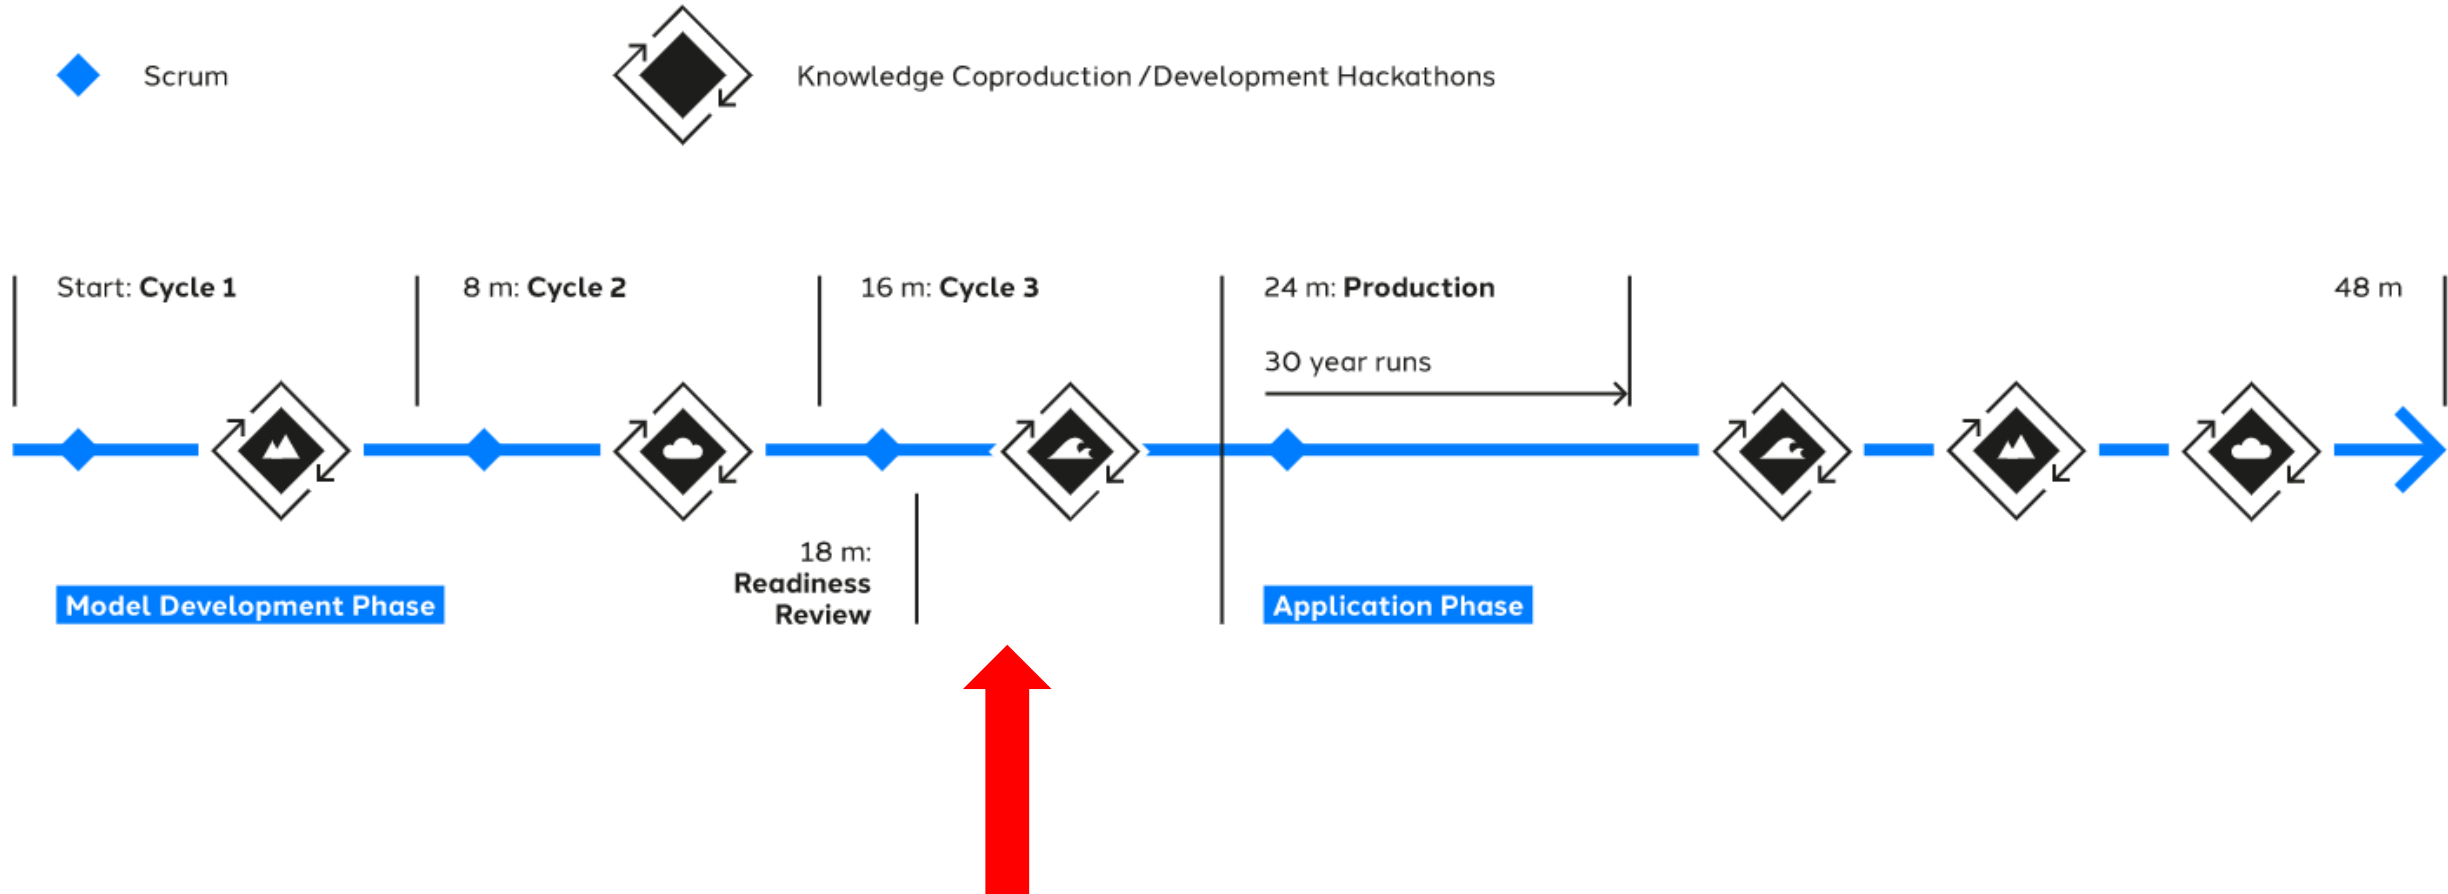 Scrum
Knowledge Coproduction /Development Hackathons
Start: Cycle 1
8 m: Cycle 2
16 m: Cycle 3
24 m: Production
48 m
30 year runs
18 m:
Readiness
Review
Model Development Phase
Application Phase